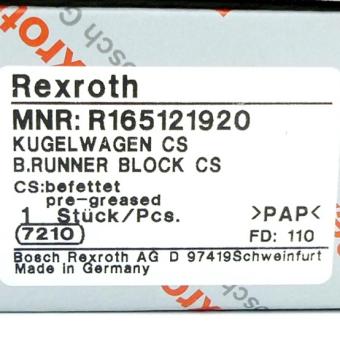 Rexroth
MNR: R165121920
KUGELWAGEN CS
B.RUNNER BLOCK CS
CS:befettet
pre-greased
1 Stück/Pcs. >PAP<
7210 FD: 110
Bosch Rexroth AG D 97419Schweinfurt
Made in Germany